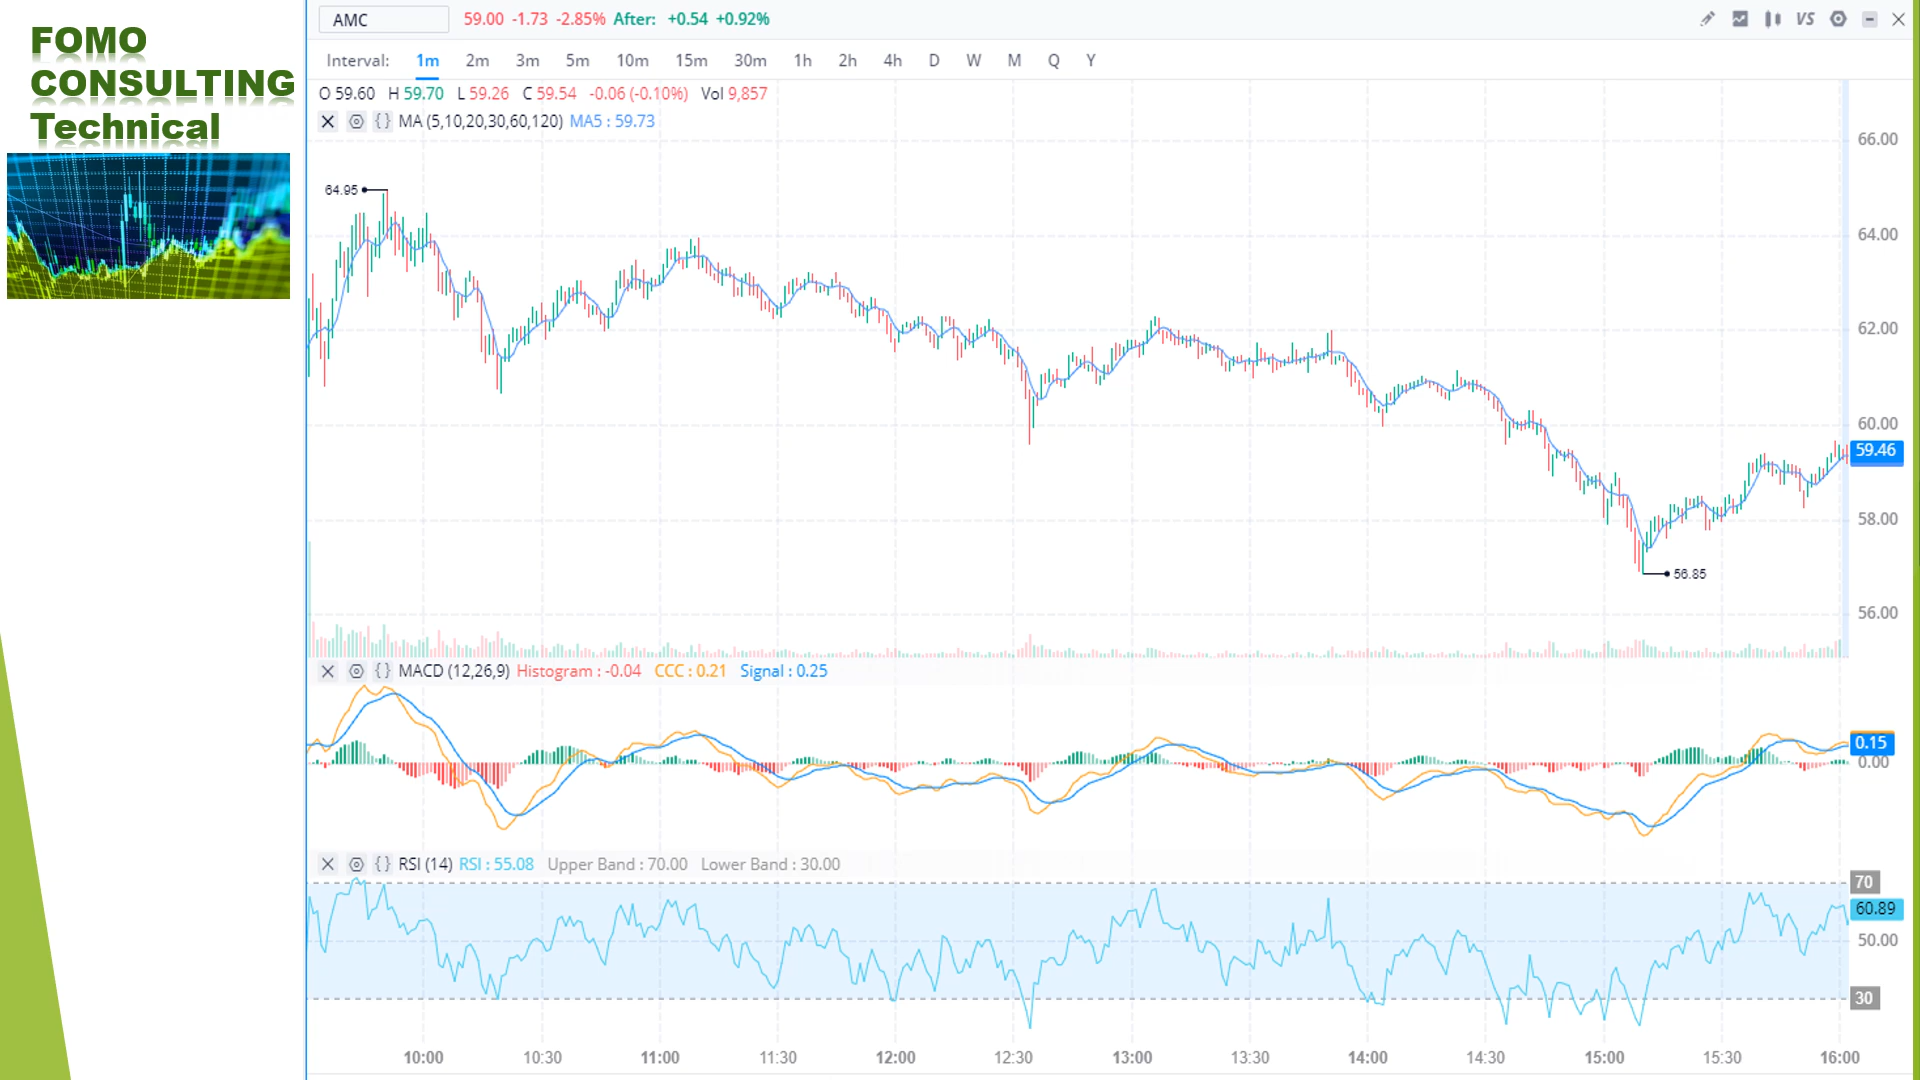 FOMO
CONSULTING
Technical
AMC 59.00 -1.73 -2.85% After: +0.54 +0.92% VS
Interval: 1m 2m 3m 5m 10m 15m 30m 1h 2h 4h D W M Q Y
O 59.60 H 59.70 L 59.26 C 59.54 -0.06 (-0.10%) Vol 9,857
MA (5,10,20,30,60,120) MA5 : 59.73
66.00
64.95
64.00
62.00
60.00
59.46
58.00
56.85
56.00
MACD (12,26,9) Histogram : -0.04 CCC : 0.21 Signal : 0.25
0.15
0.00
RSI (14) RSI : 55.08 Upper Band : 70.00 Lower Band : 30.00
70
60.89
50.00
30
10:00 10:30 11:00 11:30 12:00 12:30 13:00 13:30 14:00 14:30 15:00 15:30 16:00